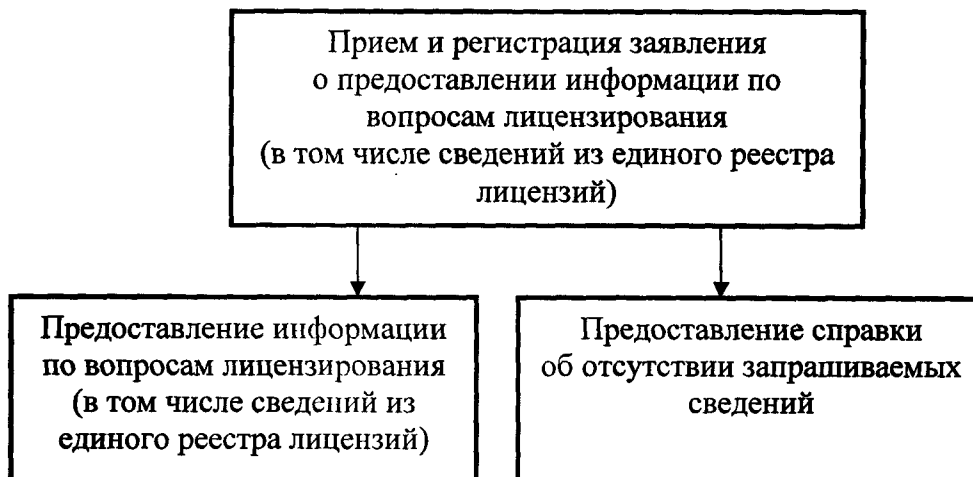 Прием и регистрация заявления
о предоставлении информации по
вопросам лицензирования
(в том числе сведений из единого реестра
лицензий)
Предоставление информации
по вопросам лицензирования
(в том числе сведений из
единого реестра лицензий)
Предоставление справки
об отсутствии запрашиваемых
сведений